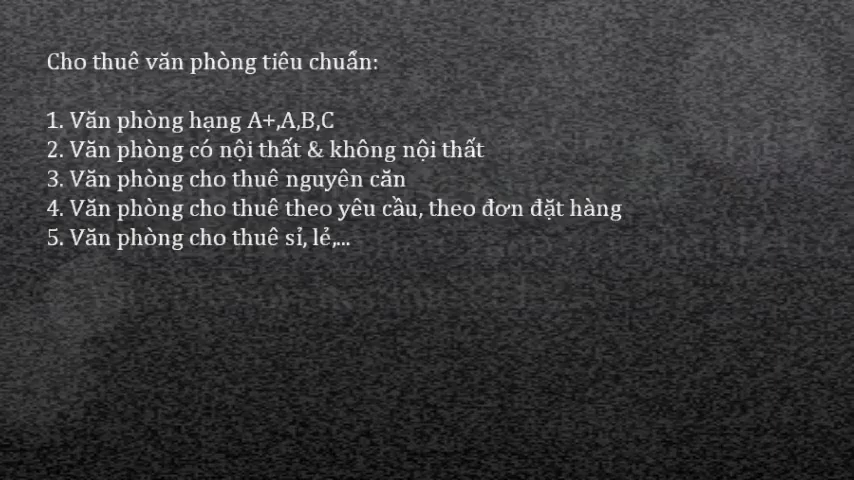 Cho thuê văn phòng tiêu chuẩn:
1. Văn phòng hạng A+,A,B,C
2. Văn phòng có nội thất & không nội thất
3. Văn phòng cho thuê nguyên căn
4. Văn phòng cho thuê theo yêu cầu, theo đơn đặt hàng
5. Văn phòng cho thuê sỉ, lẻ,...